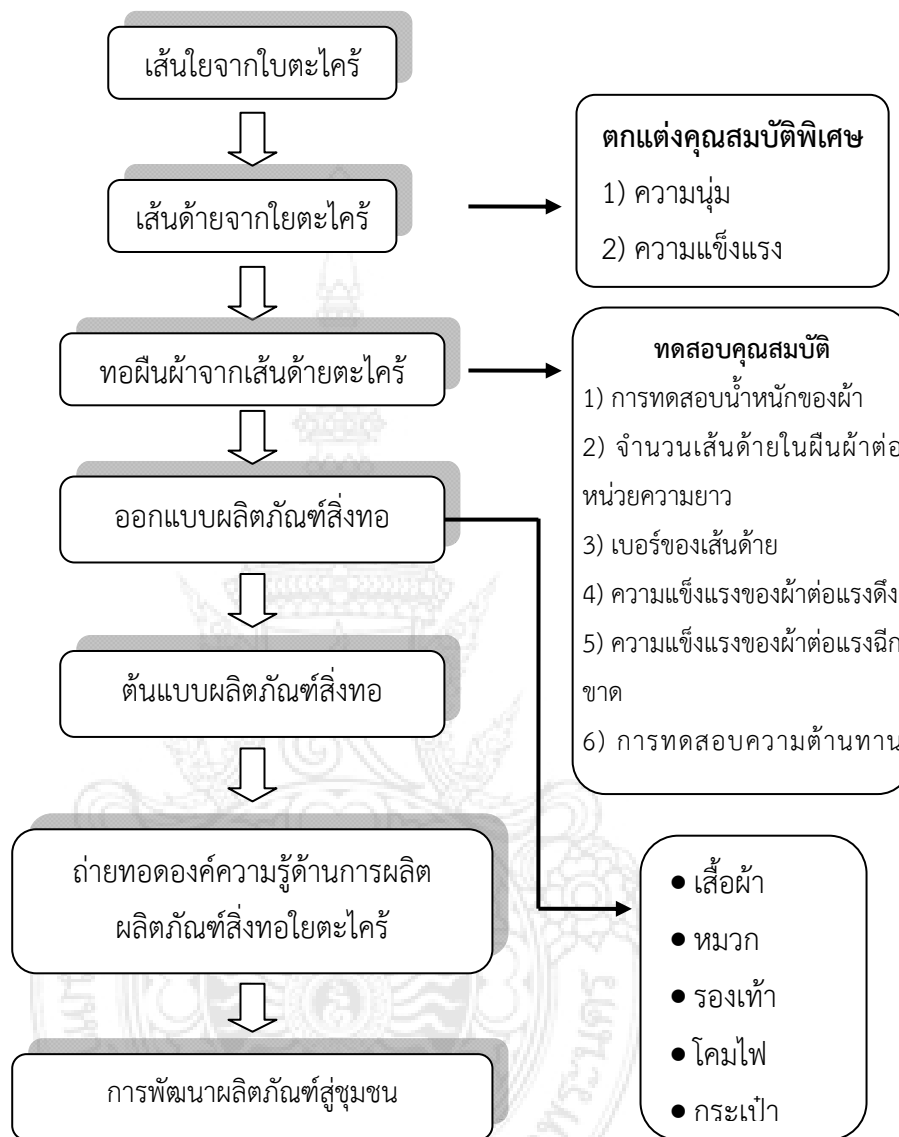 เส้นใยจากใบตะไคร้
เส้นด้ายจากใยตะไคร้
ตกแต่งคุณสมบัติพิเศษ
1) ความนุ่ม
2) ความแข็งแรง
ทอผืนผ้าจากเส้นด้ายตะไคร้
ทดสอบคุณสมบัติ
1) การทดสอบน้ำหนักของผ้า
2) จำนวนเส้นด้ายในผืนผ้าต่อ
หน่วยความยาว
3) เบอร์ของเส้นด้าย
4) ความแข็งแรงของผ้าต่อแรงดึง
5) ความแข็งแรงของผ้าต่อแรงฉีก
ขาด
6) การทดสอบความต้านทาน
ออกแบบผลิตภัณฑ์สิ่งทอ
ต้นแบบผลิตภัณฑ์สิ่งทอ
ถ่ายทอดองค์ความรู้ด้านการผลิต
ผลิตภัณฑ์สิ่งทอใยตะไคร้
● เสื้อผ้า
● หมวก
● รองเท้า
● โคมไฟ
● กระเป๋า
การพัฒนาผลิตภัณฑ์สู่ชุมชน
พระนคร